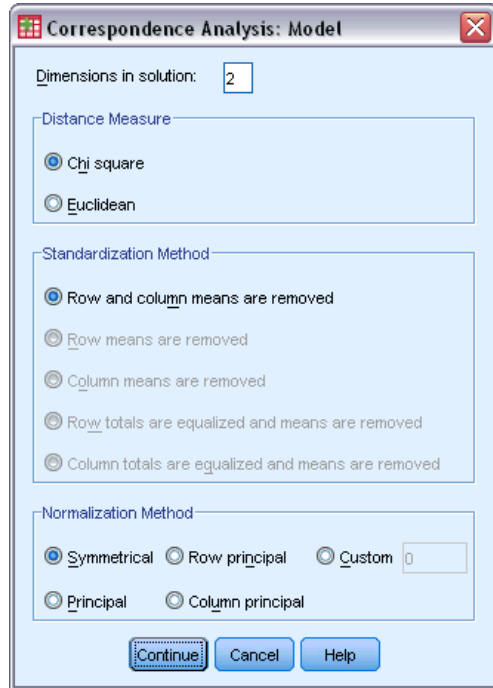 Correspondence Analysis: Model
Dimensions in solution: 2
Distance Measure
Chi square
Euclidean
Standardization Method
Row and column means are removed
Row means are removed
Column means are removed
Row totals are equalized and means are removed
Column totals are equalized and means are removed
Normalization Method
Symmetrical Row principal Custom 0
Principal Column principal
Continue Cancel Help